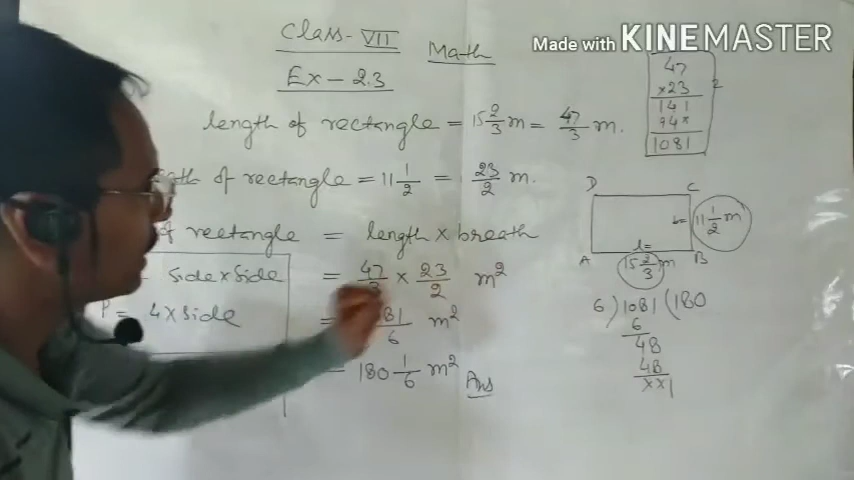 Class - VII
Math
Made with KINEMASTER
Ex - 2.3
length of rectangle = 15 2/3 m = 47/3 m.
of rectangle = 11 1/2 = 23/2 m.
rectangle = length × breath
side × side = 47/3 × 23/2 m²
P = 4 × side = 81/6 m²
= 180 1/6 m² Ans
47
×23
141
94×
1081
D C
b= 11 1/2 m
l=
A 15 2/3 m B
6 ) 1081 ( 180
6
48
48
××1